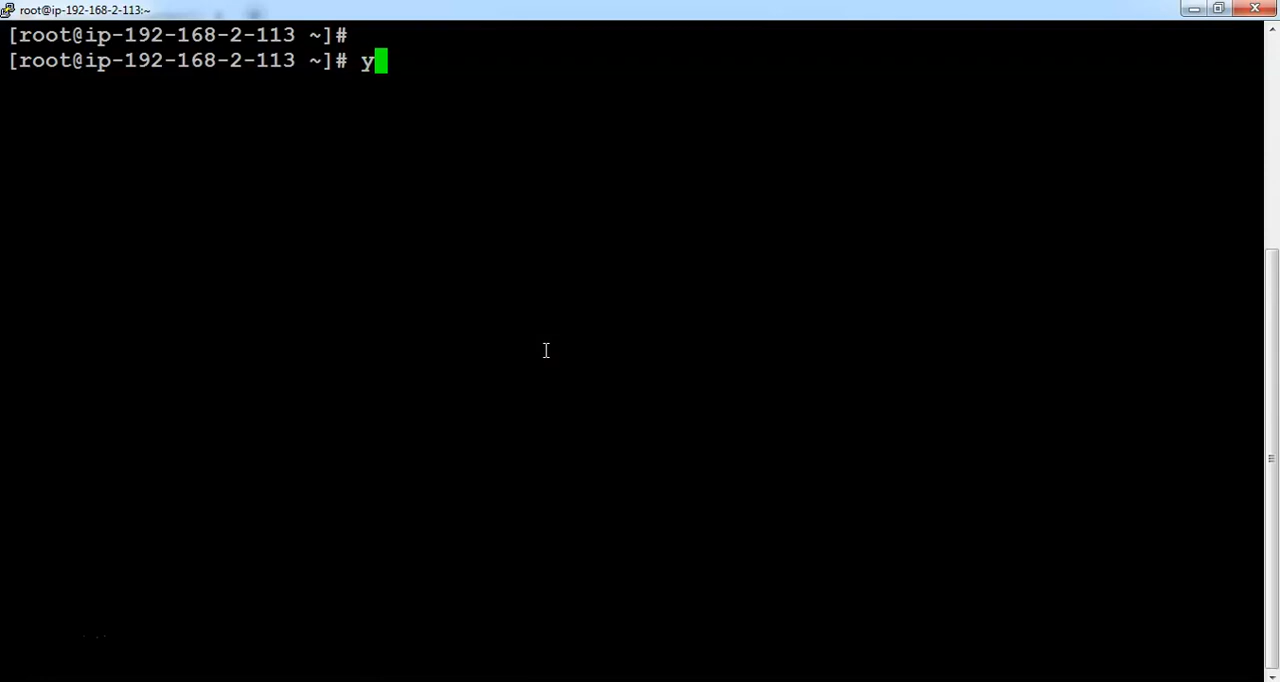 root@ip-192-168-2-113:~
[root@ip-192-168-2-113 ~]#
[root@ip-192-168-2-113 ~]# y